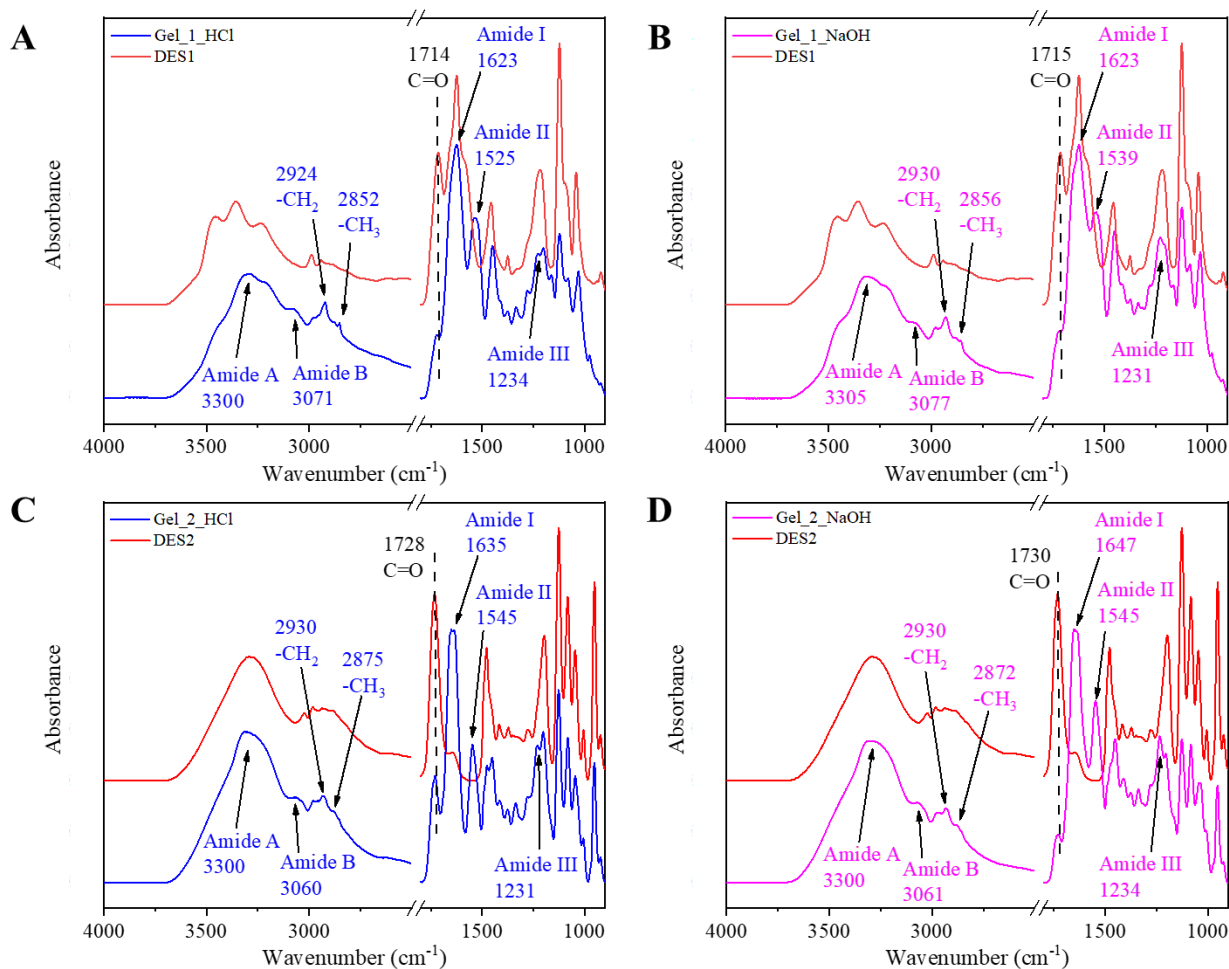 A
Gel_1_HCl
DES1
1714
C=O
Amide I
1623
Amide II
1525
2924
-CH₂
2852
-CH₃
Amide A
3300
Amide B
3071
Amide III
1234
Absorbance
4000 3500 3000 1500 1000
Wavenumber (cm⁻¹)
B
Gel_1_NaOH
DES1
1715
C=O
Amide I
1623
Amide II
1539
2930
-CH₂
2856
-CH₃
Amide A
3305
Amide B
3077
Amide III
1231
Absorbance
4000 3500 3000 1500 1000
Wavenumber (cm⁻¹)
C
Gel_2_HCl
DES2
1728
C=O
Amide I
1635
Amide II
1545
2930
-CH₂
2875
-CH₃
Amide A
3300
Amide B
3060
Amide III
1231
Absorbance
4000 3500 3000 1500 1000
Wavenumber (cm⁻¹)
D
Gel_2_NaOH
DES2
1730
C=O
Amide I
1647
Amide II
1545
2930
-CH₂
2872
-CH₃
Amide A
3300
Amide B
3061
Amide III
1234
Absorbance
4000 3500 3000 1500 1000
Wavenumber (cm⁻¹)